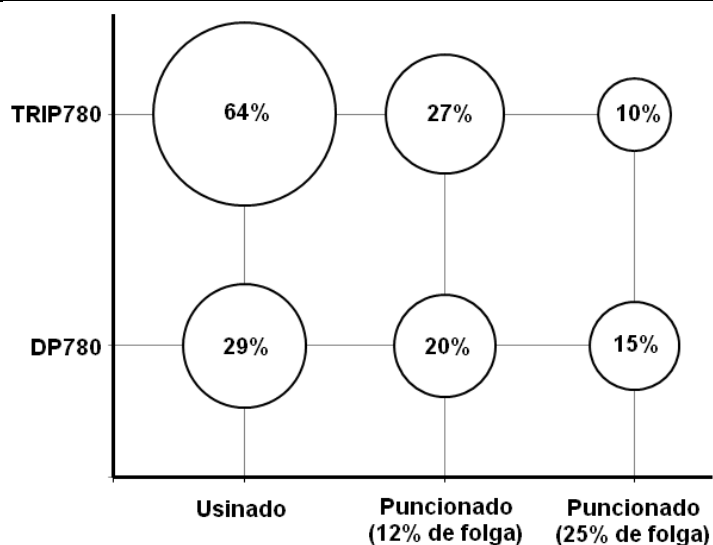 TRIP780
64%
27%
10%
DP780
29%
20%
15%
Usinado
Puncionado
(12% de folga)
Puncionado
(25% de folga)